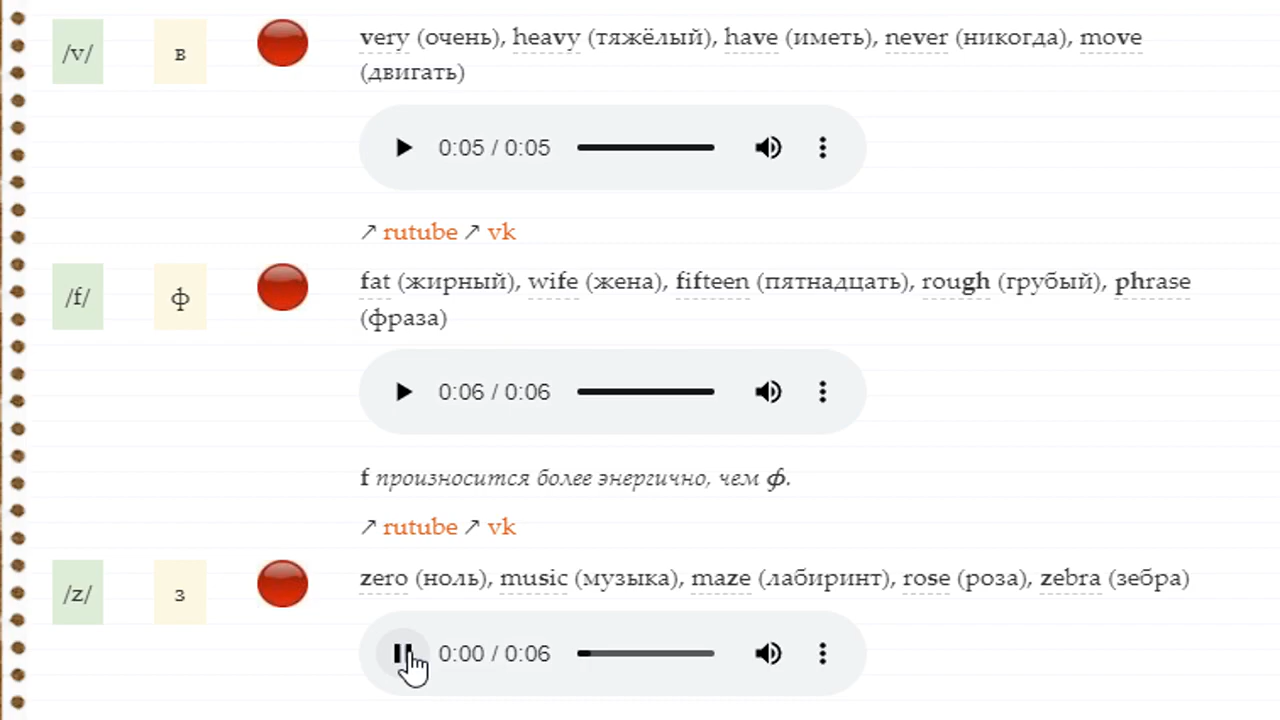 /v/ в very (очень), heavy (тяжёлый), have (иметь), never (никогда), move
(двигать)
0:05 / 0:05
↗ rutube ↗ vk
/f/ ф fat (жирный), wife (жена), fifteen (пятнадцать), rough (грубый), phrase
(фраза)
0:06 / 0:06
f произносится более энергично, чем ф.
↗ rutube ↗ vk
/z/ з zero (ноль), music (музыка), maze (лабиринт), rose (роза), zebra (зебра)
0:00 / 0:06